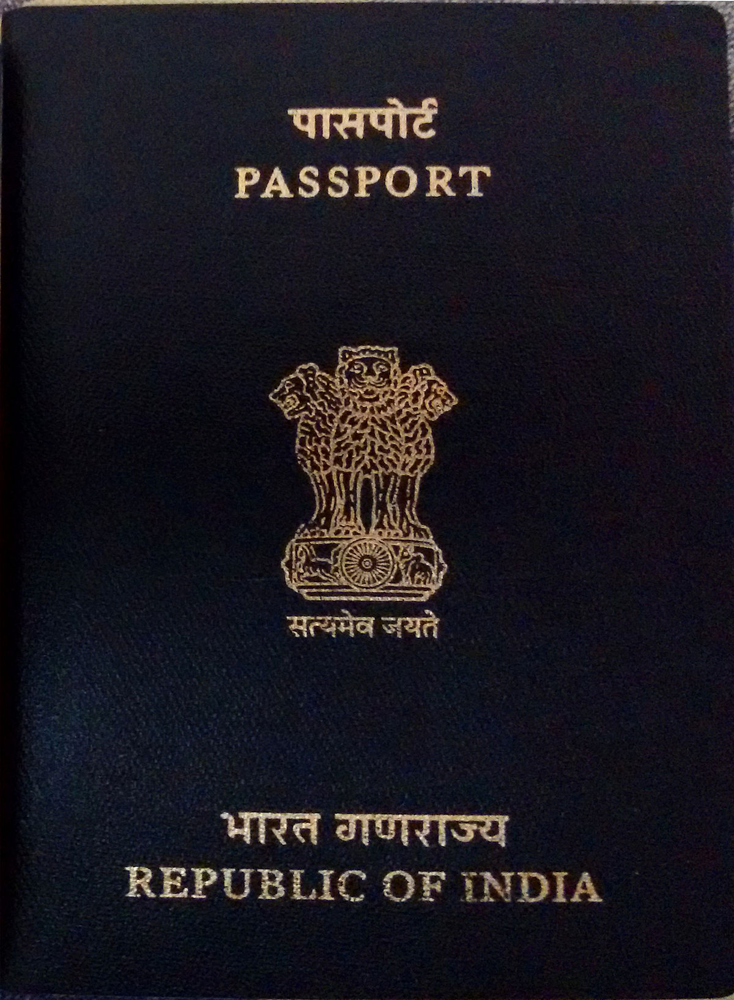 पासपोर्ट
PASSPORT
सत्यमेव जयते
भारत गणराज्य
REPUBLIC OF INDIA